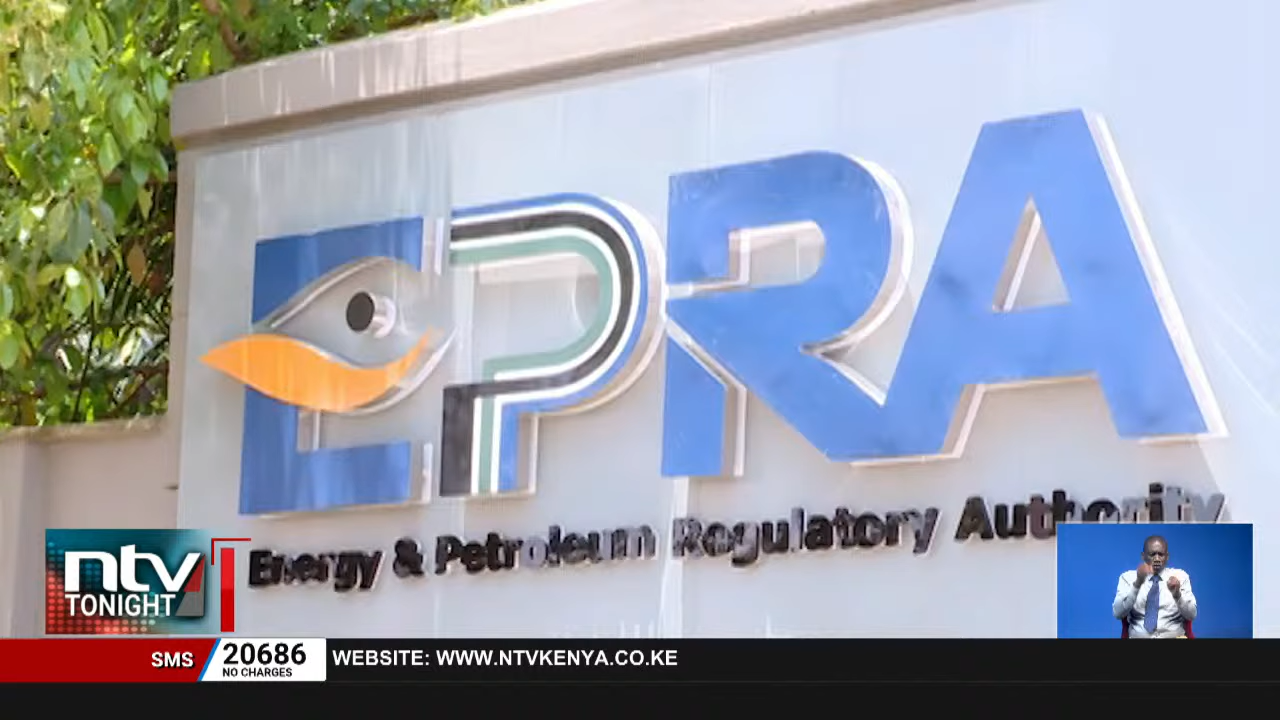 EPRA
Energy & Petroleum Regulatory Authority
ntv
TONIGHT
SMS
20686
NO CHARGES
WEBSITE: WWW.NTVKENYA.CO.KE